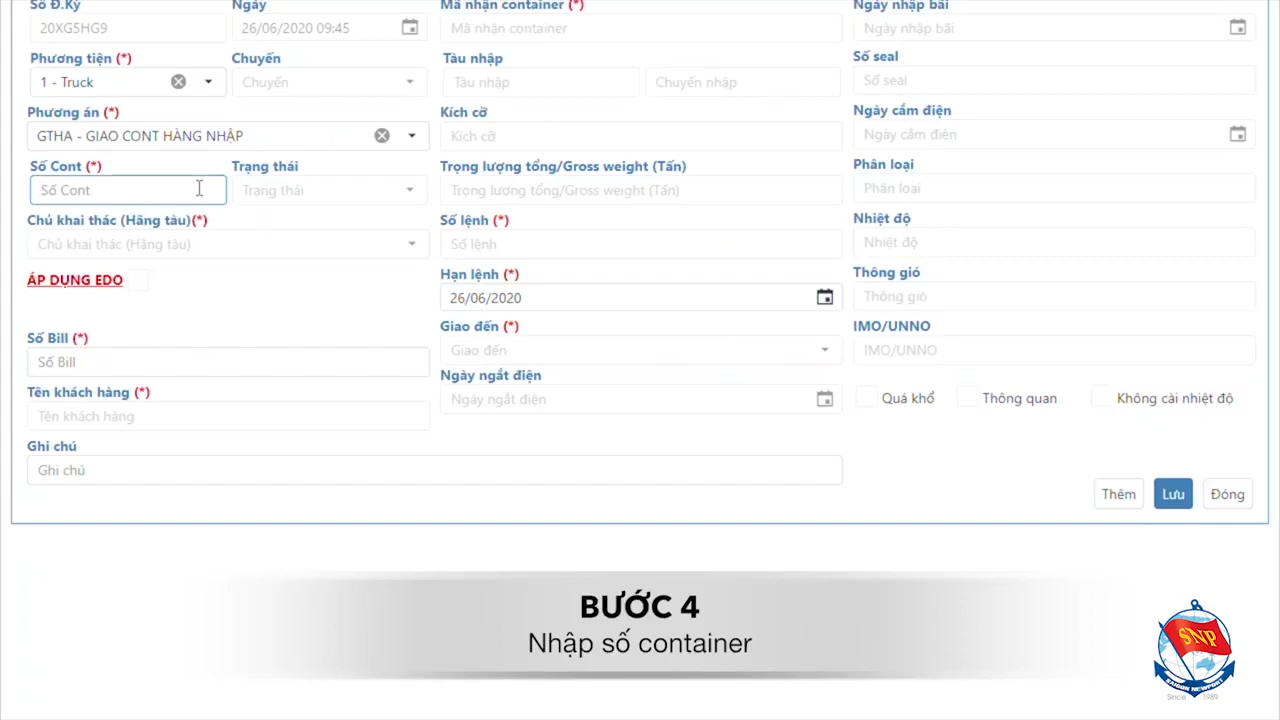 Số Đ.Ký
Ngày
Mã nhận container (*)
Ngày nhập bãi
20XG5HG9
26/06/2020 09:45
Mã nhận container
Ngày nhập bãi
Phương tiện (*)
Chuyến
Tàu nhập
Số seal
1 - Truck
Chuyến
Tàu nhập
Chuyến nhập
Số seal
Phương án (*)
Kích cỡ
Ngày cắm điện
GTHA - GIAO CONT HÀNG NHẬP
Kích cỡ
Ngày cắm điện
Số Cont (*)
Trạng thái
Trọng lượng tổng/Gross weight (Tấn)
Phân loại
Số Cont
Trạng thái
Trọng lượng tổng/Gross weight (Tấn)
Phân loại
Chủ khai thác (Hãng tàu)(*)
Số lệnh (*)
Nhiệt độ
Chủ khai thác (Hãng tàu)
Số lệnh
Nhiệt độ
ÁP DỤNG EDO
Hạn lệnh (*)
Thông gió
26/06/2020
Thông gió
Số Bill (*)
Giao đến (*)
IMO/UNNO
Số Bill
Giao đến
IMO/UNNO
Tên khách hàng (*)
Ngày ngắt điện
Tên khách hàng
Ngày ngắt điện
Quá khổ
Thông quan
Không cài nhiệt độ
Ghi chú
Ghi chú
Thêm
Lưu
Đóng
BƯỚC 4
Nhập số container
SNP
SAIGON NEWPORT
Since 1989